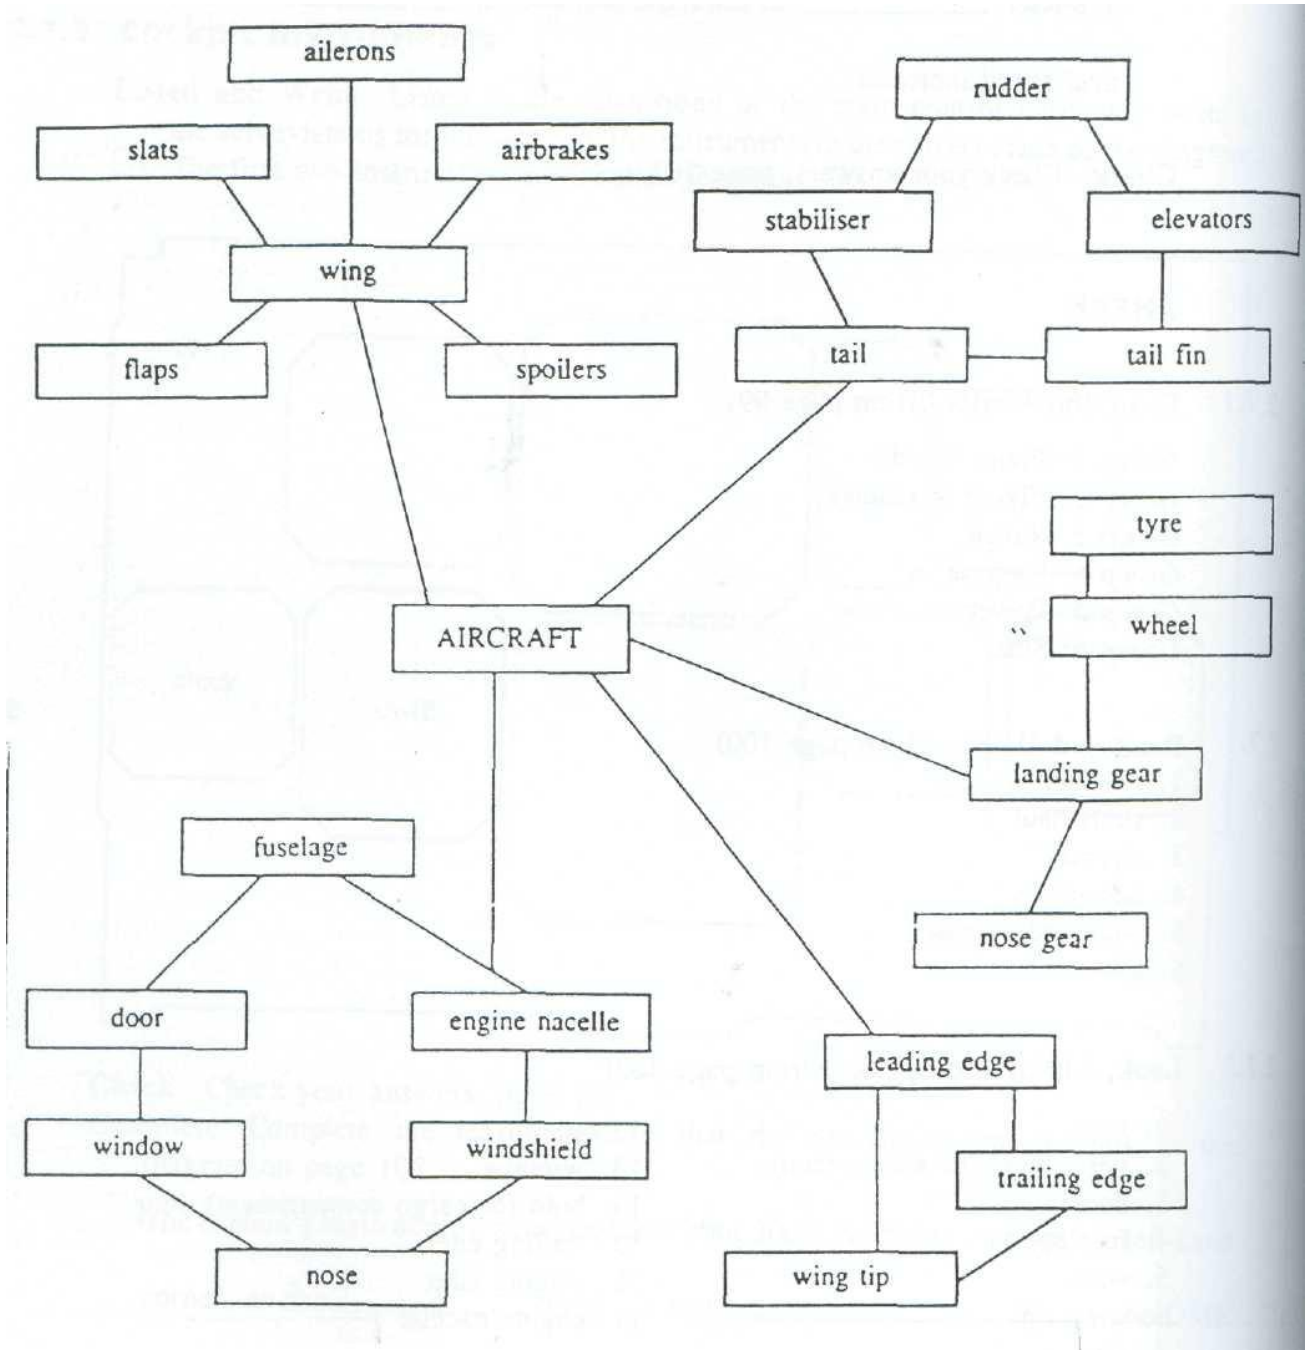 ailerons
rudder
slats
airbrakes
stabiliser
elevators
wing
tail
tail fin
flaps
spoilers
tyre
wheel
AIRCRAFT
landing gear
fuselage
nose gear
door
engine nacelle
leading edge
window
windshield
trailing edge
nose
wing tip